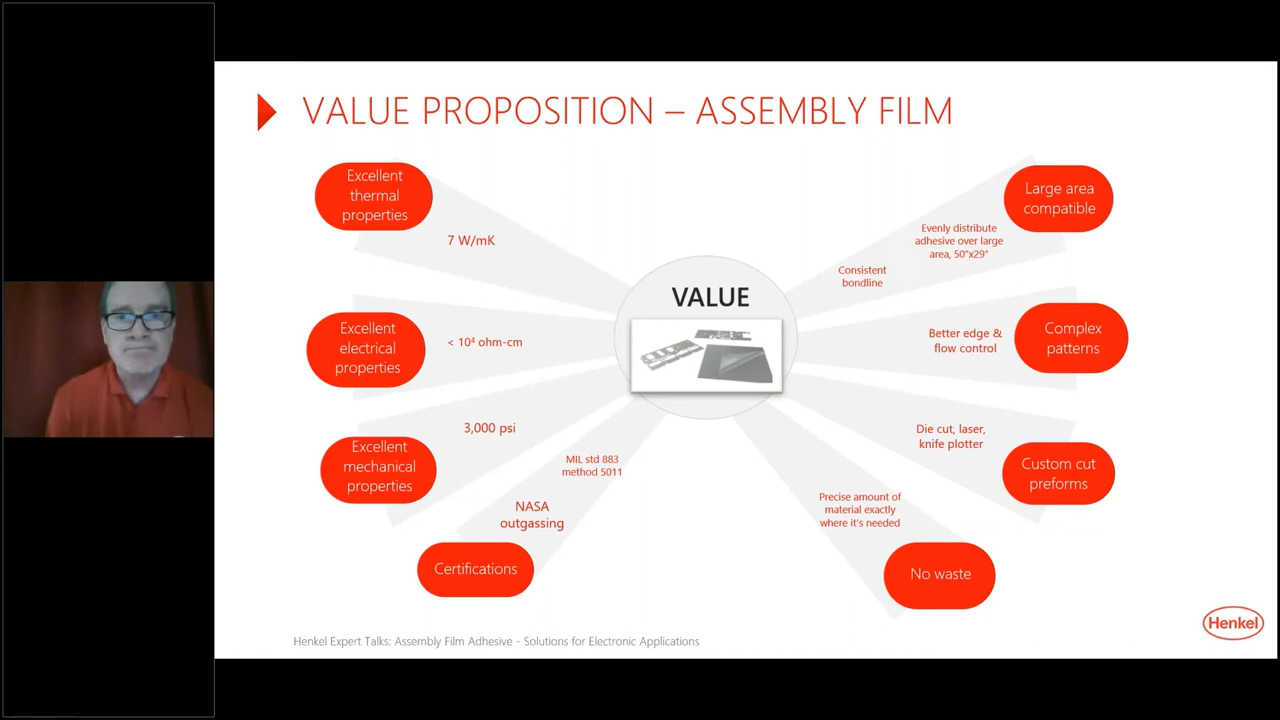 VALUE PROPOSITION – ASSEMBLY FILM
Excellent
thermal
properties
7 W/mK
Excellent
electrical
properties
< 10⁴ ohm-cm
Excellent
mechanical
properties
3,000 psi
Certifications
MIL std 883
method 5011
NASA
outgassing
VALUE
Large area
compatible
Evenly distribute
adhesive over large
area, 50"x29"
Consistent
bondline
Complex
patterns
Better edge &
flow control
Custom cut
preforms
Die cut, laser,
knife plotter
No waste
Precise amount of
material exactly
where it's needed
Henkel Expert Talks: Assembly Film Adhesive - Solutions for Electronic Applications
Henkel